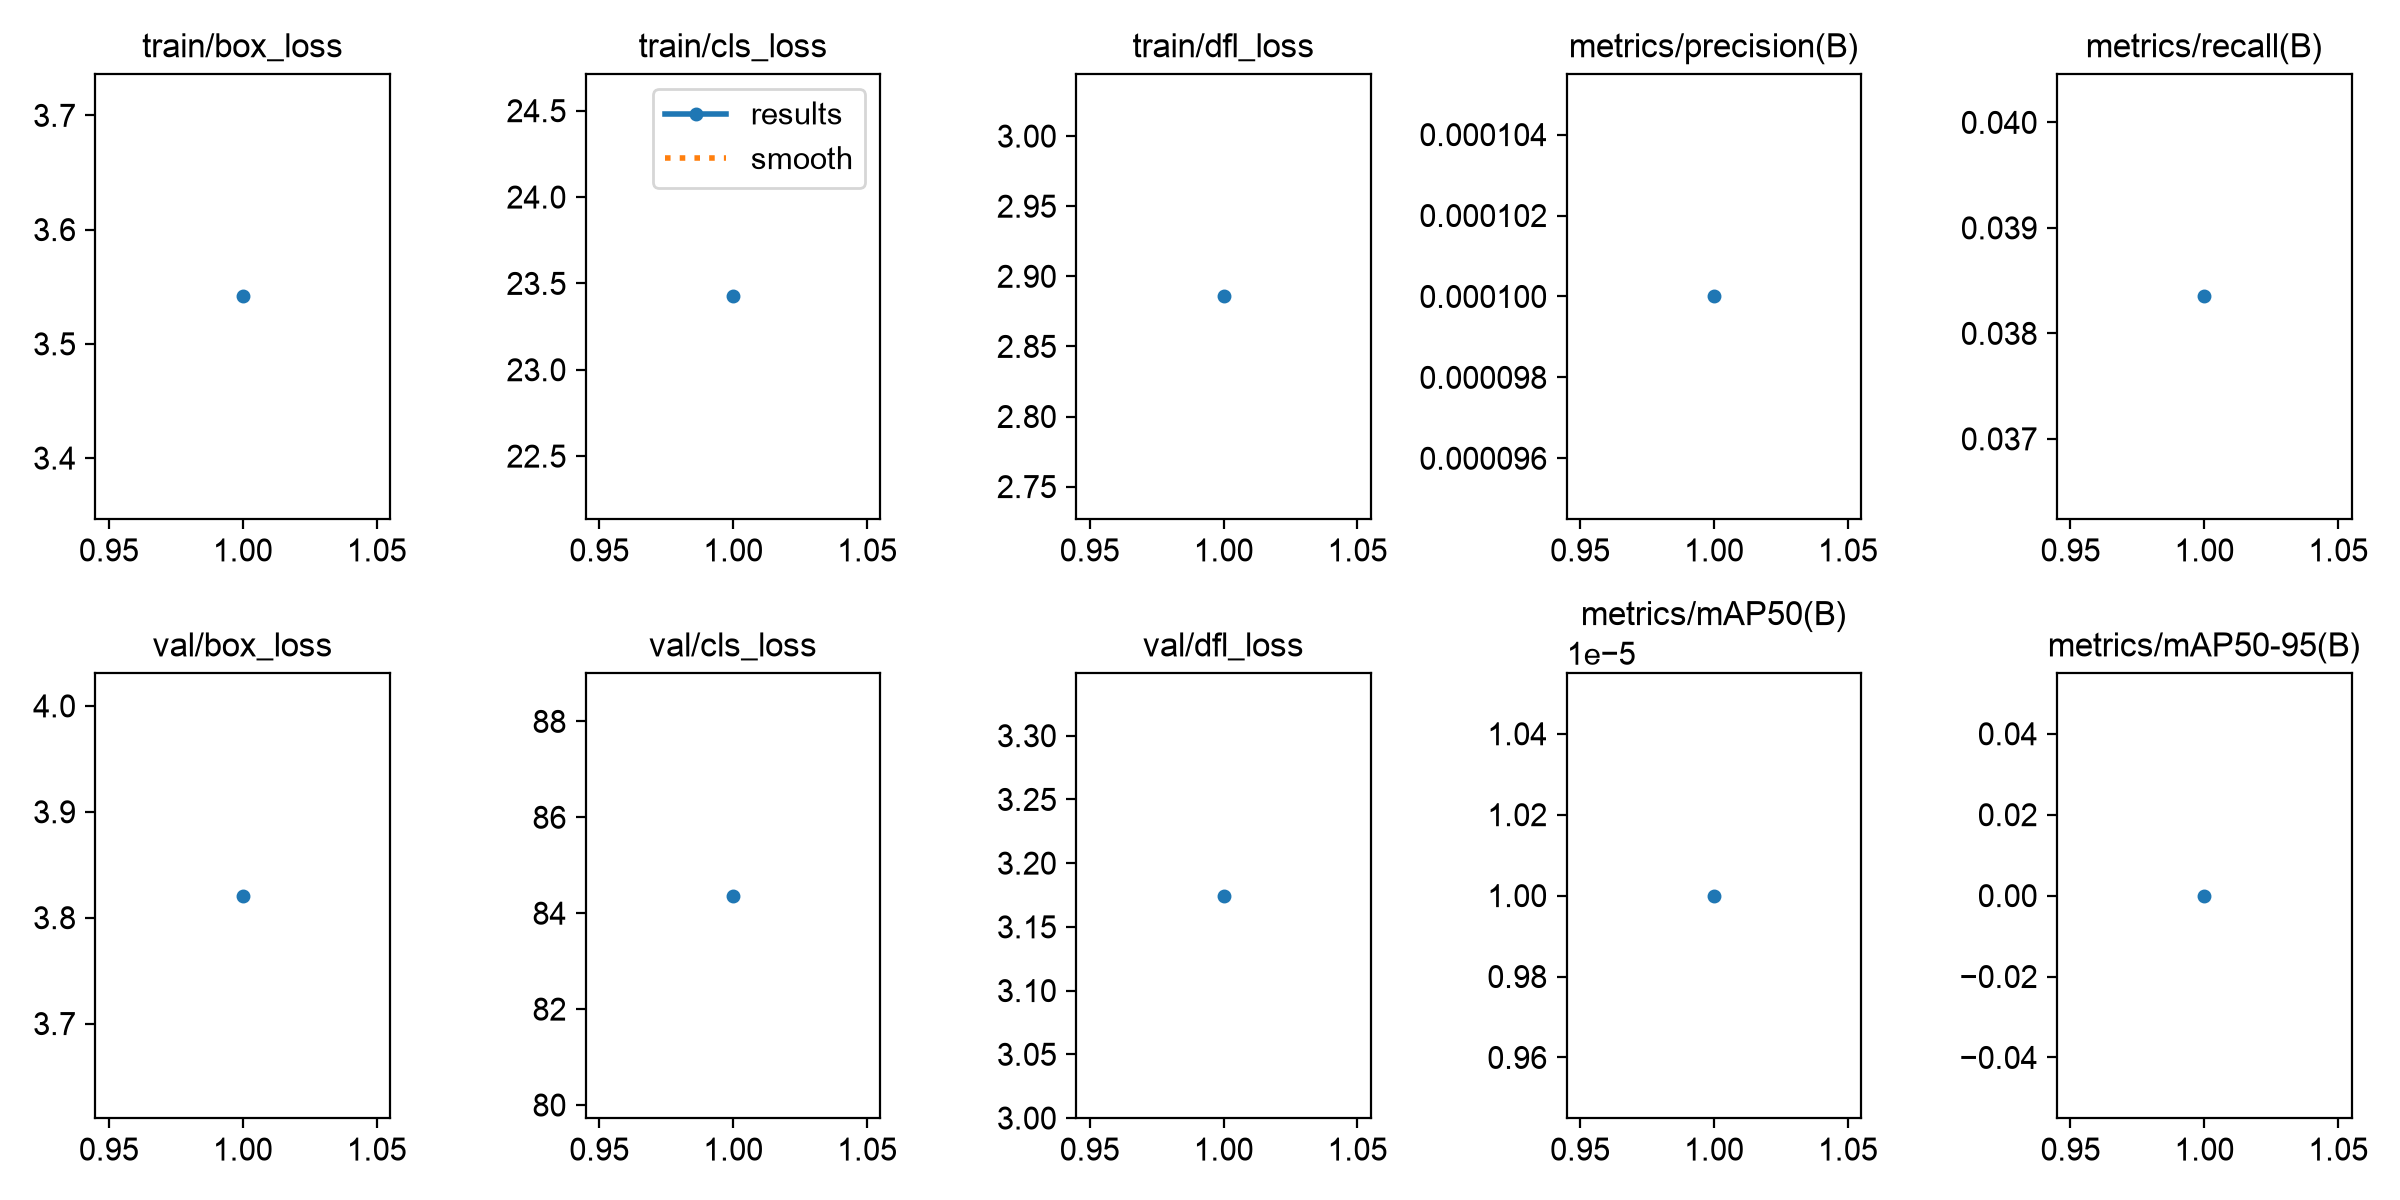 train/box_loss
3.7
3.6
3.5
3.4
0.95 1.00 1.05
train/cls_loss
results
smooth
24.5
24.0
23.5
23.0
22.5
0.95 1.00 1.05
train/dfl_loss
3.00
2.95
2.90
2.85
2.80
2.75
0.95 1.00 1.05
metrics/precision(B)
0.000104
0.000102
0.000100
0.000098
0.000096
0.95 1.00 1.05
metrics/recall(B)
0.040
0.039
0.038
0.037
0.95 1.00 1.05
val/box_loss
4.0
3.9
3.8
3.7
0.95 1.00 1.05
val/cls_loss
88
86
84
82
80
0.95 1.00 1.05
val/dfl_loss
3.30
3.25
3.20
3.15
3.10
3.05
3.00
0.95 1.00 1.05
metrics/mAP50(B)
1e−5
1.04
1.02
1.00
0.98
0.96
0.95 1.00 1.05
metrics/mAP50-95(B)
0.04
0.02
0.00
−0.02
−0.04
0.95 1.00 1.05